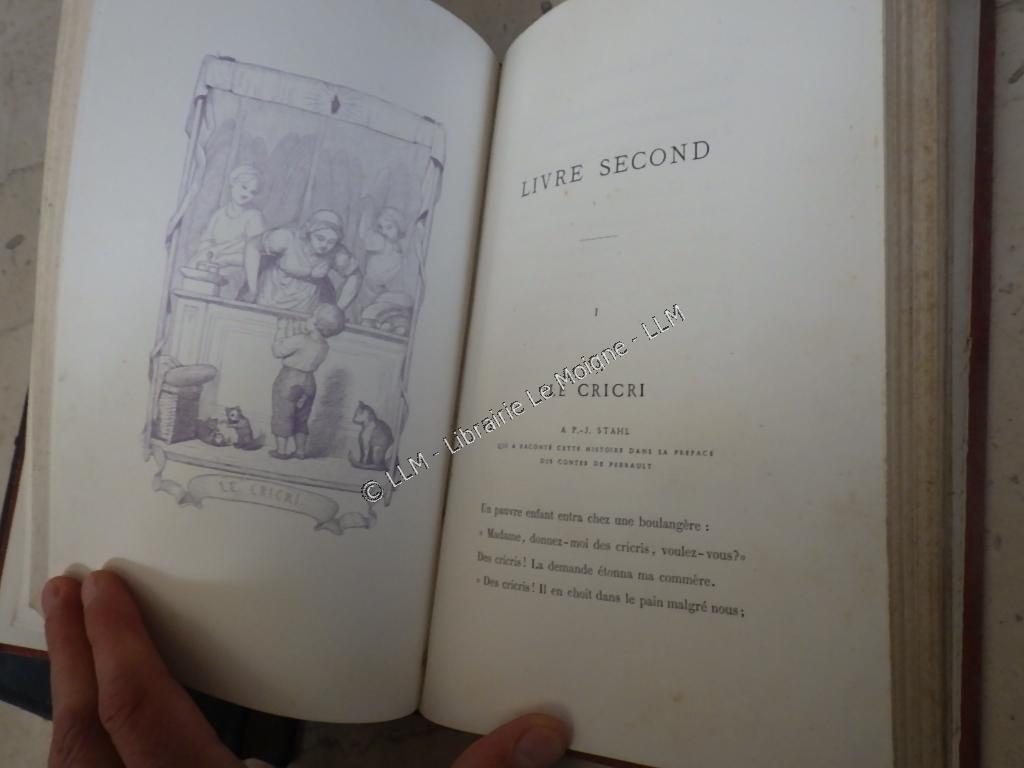 LE CRICRI
LIVRE SECOND
I
LE CRICRI
A P.-J. STAHL
QUI A RACONTÉ CETTE HISTOIRE DANS SA PRÉFACE
DES CONTES DE PERRAULT
Un pauvre enfant entra chez une boulangère :
« Madame, donnez-moi des cricris, voulez-vous? »
Des cricris! La demande étonna ma commère.
« Des cricris! Il en choit dans le pain malgré nous;
© LLM - Librairie Le Moigne - LLM